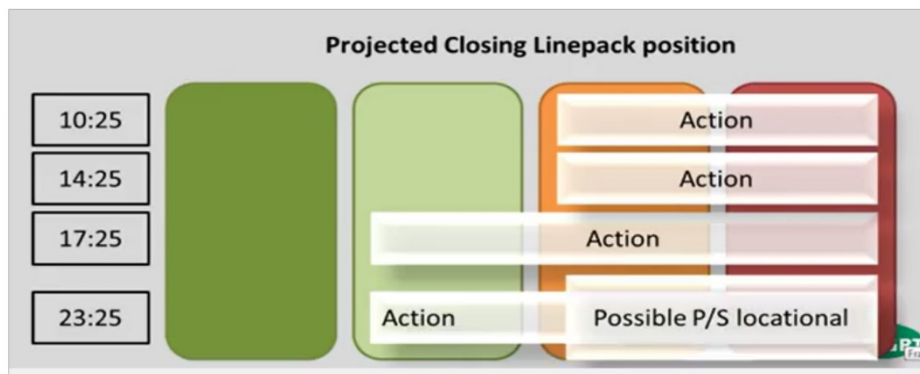 Projected Closing Linepack position
10:25
Action
14:25
Action
17:25
Action
23:25
Action
Possible P/S locational